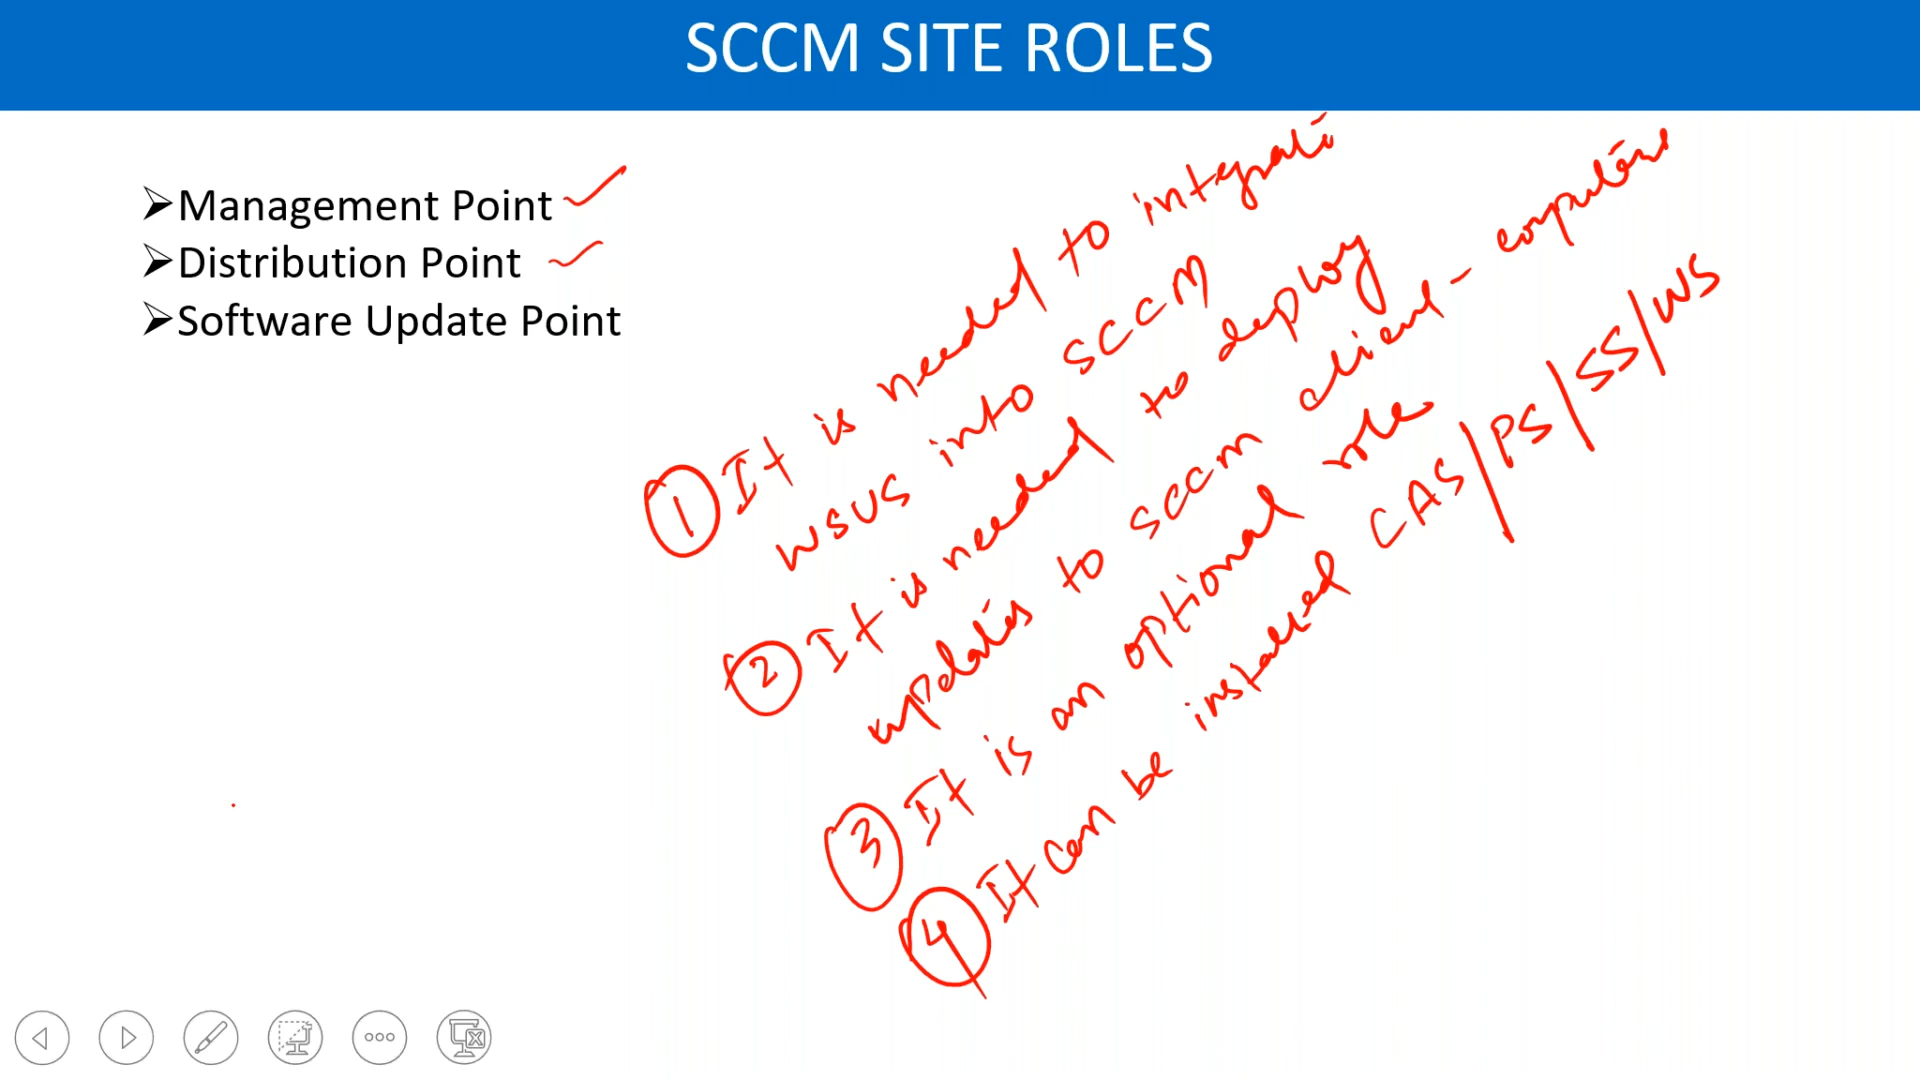 SCCM SITE ROLES
Management Point
Distribution Point
Software Update Point
1 It is needed to integrate
WSUS into SCCM
2 It is needed to deploy
updates to SCCM client-computers
3 It is an optional role
4 It can be installed CAS/PS/SS/WS